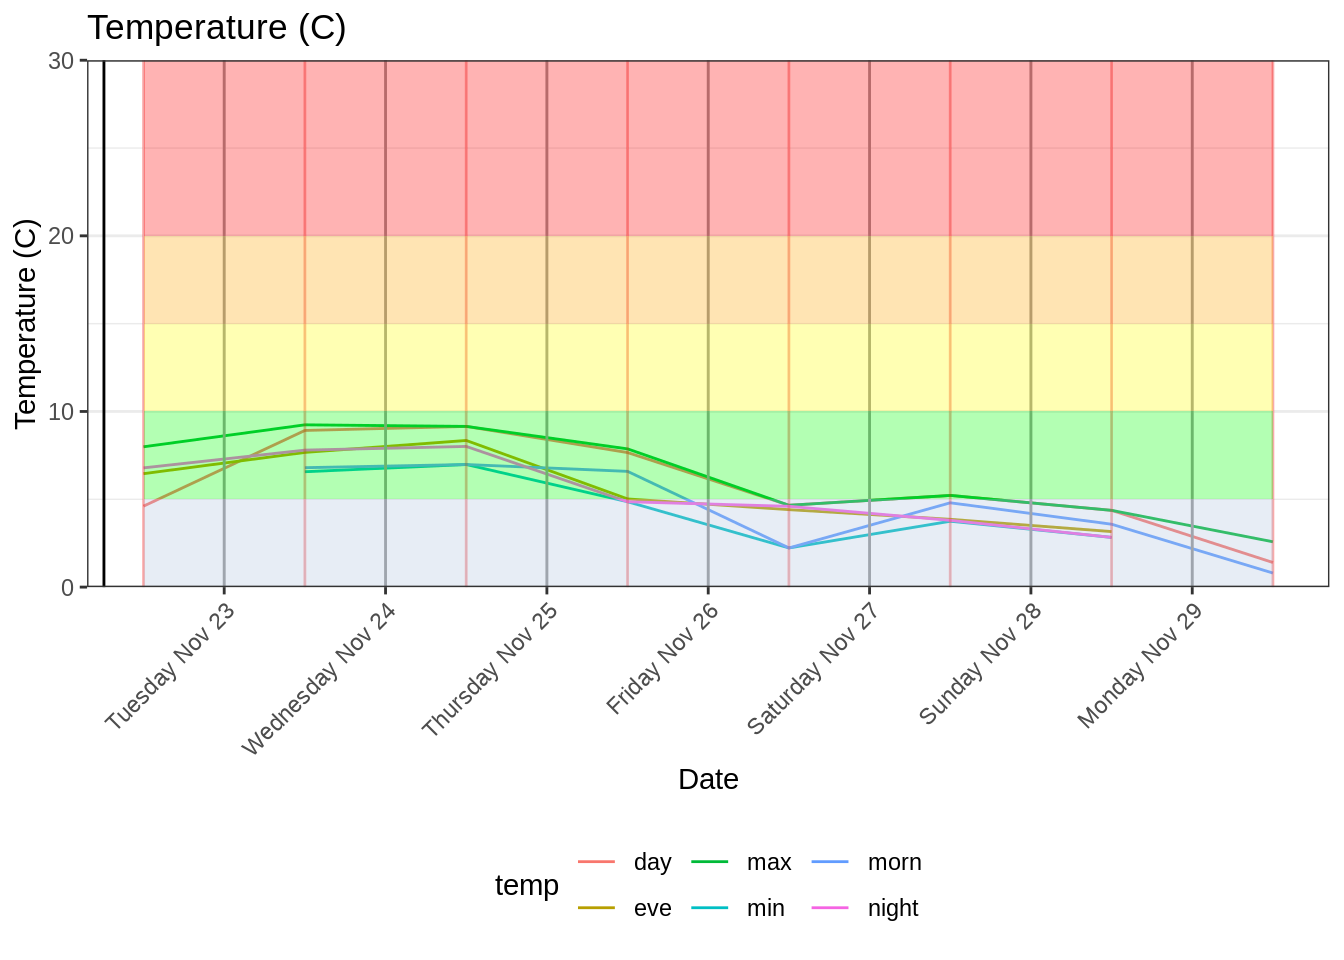 Temperature (C)
30
20
10
0
Temperature (C)
Tuesday Nov 23
Wednesday Nov 24
Thursday Nov 25
Friday Nov 26
Saturday Nov 27
Sunday Nov 28
Monday Nov 29
Date
temp
day
max
morn
eve
min
night